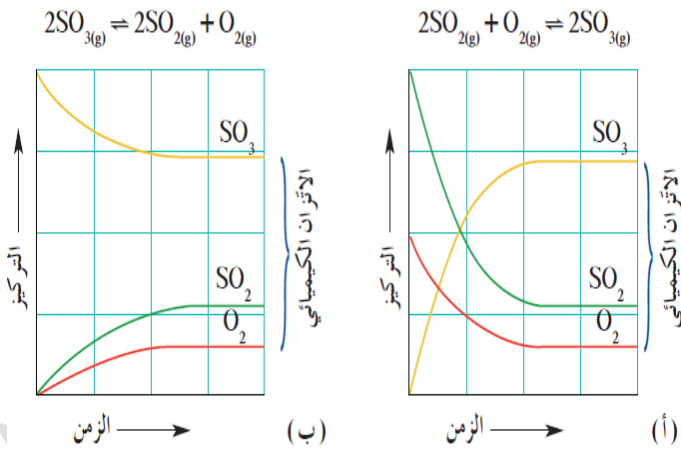 2SO₂(g) + O₂(g) ⇌ 2SO₃(g)
SO₃
SO₂
O₂
الاتزان الكيميائي
التركيز
الزمن
(أ)
2SO₃(g) ⇌ 2SO₂(g) + O₂(g)
SO₃
SO₂
O₂
الاتزان الكيميائي
التركيز
الزمن
(ب)